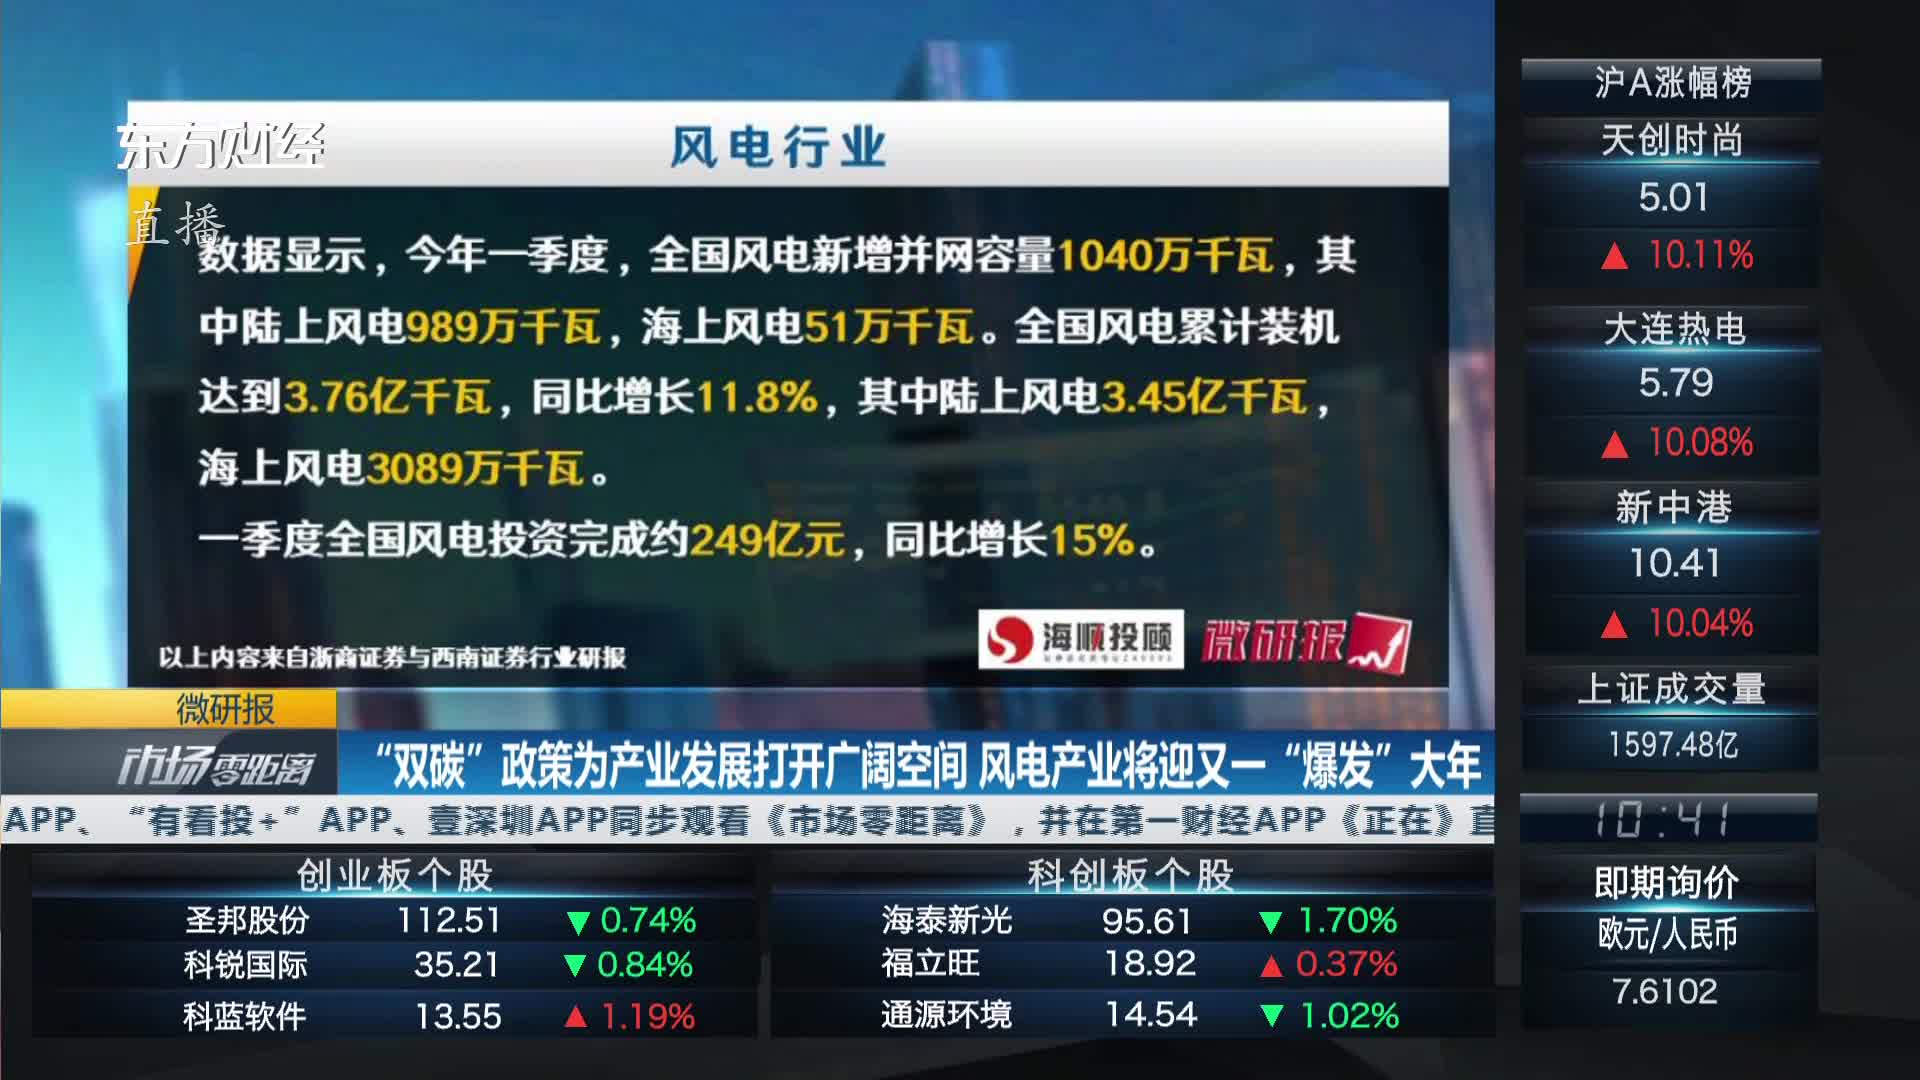 风电行业
东方财经
直播
数据显示，今年一季度，全国风电新增并网容量1040万千瓦，其
中陆上风电989万千瓦，海上风电51万千瓦。全国风电累计装机
达到3.76亿千瓦，同比增长11.8%，其中陆上风电3.45亿千瓦，
海上风电3089万千瓦。
一季度全国风电投资完成约249亿元，同比增长15%。
海顺投顾
微研报
以上内容来自浙商证券与西南证券行业研报
微研报
市场零距离
“双碳”政策为产业发展打开广阔空间 风电产业将迎又一“爆发”大年
APP、“有看投+”APP、壹深圳APP同步观看《市场零距离》，并在第一财经APP《正在》直
创业板个股
圣邦股份 112.51 ▼0.74%
科锐国际 35.21 ▼0.84%
科蓝软件 13.55 ▲1.19%
科创板个股
海泰新光 95.61 ▼1.70%
福立旺 18.92 ▲0.37%
通源环境 14.54 ▼1.02%
沪A涨幅榜
天创时尚
5.01
▲10.11%
大连热电
5.79
▲10.08%
新中港
10.41
▲10.04%
上证成交量
1597.48亿
10:41
即期询价
欧元/人民币
7.6102